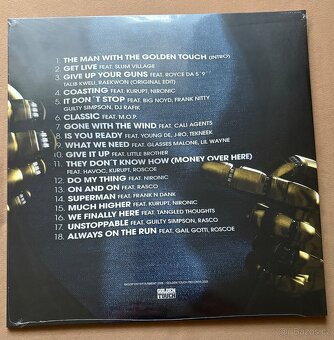 1. THE MAN WITH THE GOLDEN TOUCH (INTRO)
2. GET LIVE FEAT. SLUM VILLAGE
3. GIVE UP YOUR GUNS FEAT. ROYCE DA 5´9´´
TALIB KWELI, RAEKWON (ORIGINAL EDIT)
4. COASTING FEAT. KURUPT, NIRONIC
5. IT DON´T STOP FEAT. BIG NOYD, FRANK NITTY
GUILTY SIMPSON, DJ RAFIK
6. CLASSIC FEAT. M.O.P.
7. GONE WITH THE WIND FEAT. CALI AGENTS
8. IS YOU READY FEAT. YOUNG DE, J-RO, TEKNEEK
9. WHAT WE NEED FEAT. GLASSES MALONE, LIL WAYNE
10. GIVE IT UP FEAT. LITTLE BROTHER
11. THEY DON'T KNOW HOW (MONEY OVER HERE)
FEAT. HAVOC, KURUPT, ROSCOE
12. DO MY THING FEAT. NIRONIC
13. ON AND ON FEAT. RASCO
14. SUPERMAN FEAT. FRANK N DANK
15. MUCH HIGHER FEAT. KURUPT, NIRONIC
16. WE FINALLY HERE FEAT. TANGLED THOUGHTS
17. UNSTOPPABLE FEAT. GUILTY SIMPSON, RASCO
18. ALWAYS ON THE RUN FEAT. GAIL GOTTI, ROSCOE
GOLDEN
TOUCH